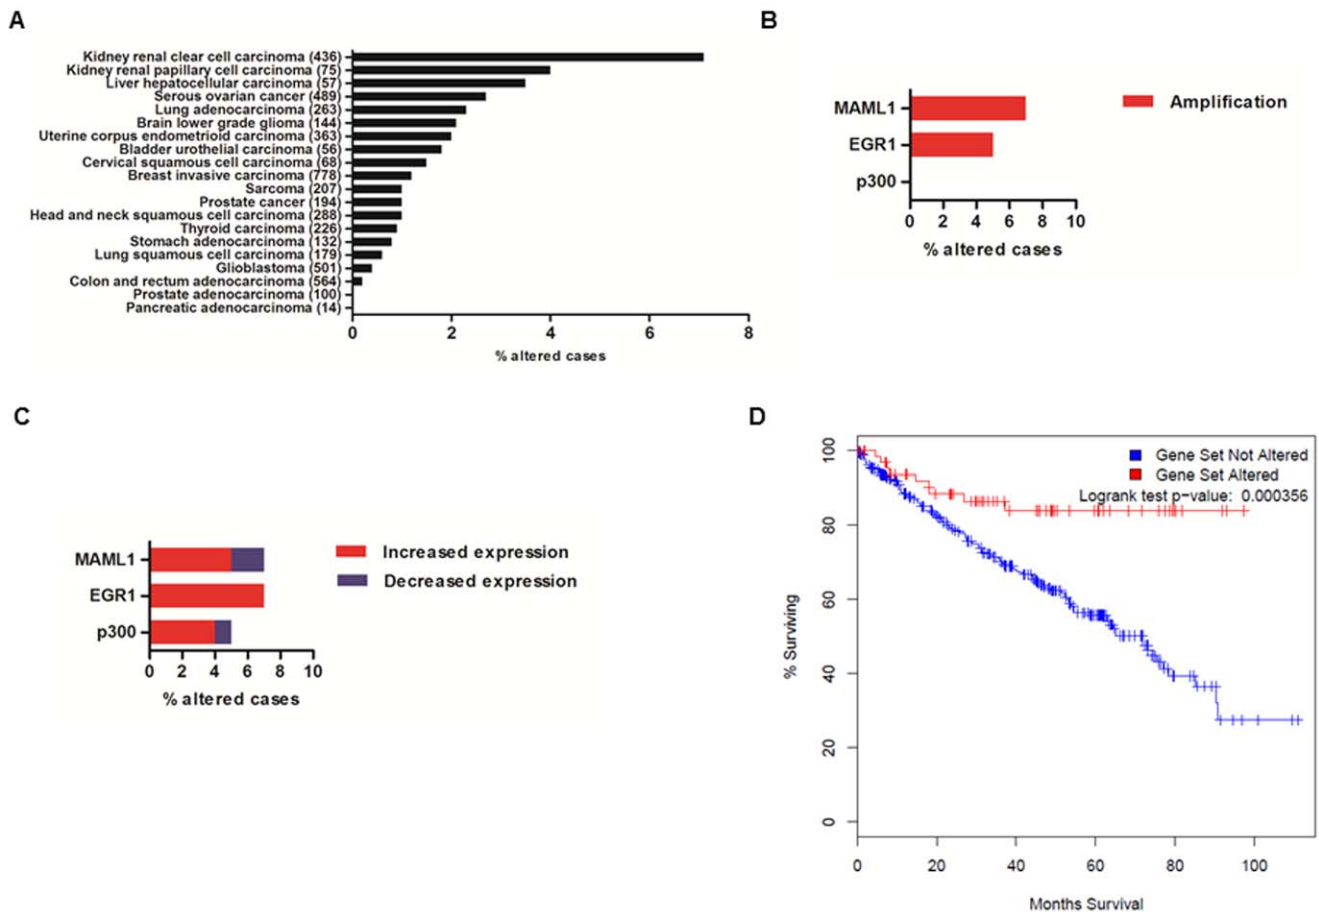 A
Kidney renal clear cell carcinoma (436)
Kidney renal papillary cell carcinoma (75)
Liver hepatocellular carcinoma (57)
Serous ovarian cancer (489)
Lung adenocarcinoma (263)
Brain lower grade glioma (144)
Uterine corpus endometrioid carcinoma (363)
Bladder urothelial carcinoma (56)
Cervical squamous cell carcinoma (68)
Breast invasive carcinoma (778)
Sarcoma (207)
Prostate cancer (194)
Head and neck squamous cell carcinoma (288)
Thyroid carcinoma (226)
Stomach adenocarcinoma (132)
Lung squamous cell carcinoma (179)
Glioblastoma (501)
Colon and rectum adenocarcinoma (564)
Prostate adenocarcinoma (100)
Pancreatic adenocarcinoma (14)
0 2 4 6 8
% altered cases
B
MAML1
EGR1
p300
0 2 4 6 8 10
% altered cases
Amplification
C
MAML1
EGR1
p300
0 2 4 6 8 10
% altered cases
Increased expression
Decreased expression
D
Gene Set Not Altered
Gene Set Altered
Logrank test p-value: 0.000356
% Surviving
100
80
60
40
20
0
0 20 40 60 80 100
Months Survival